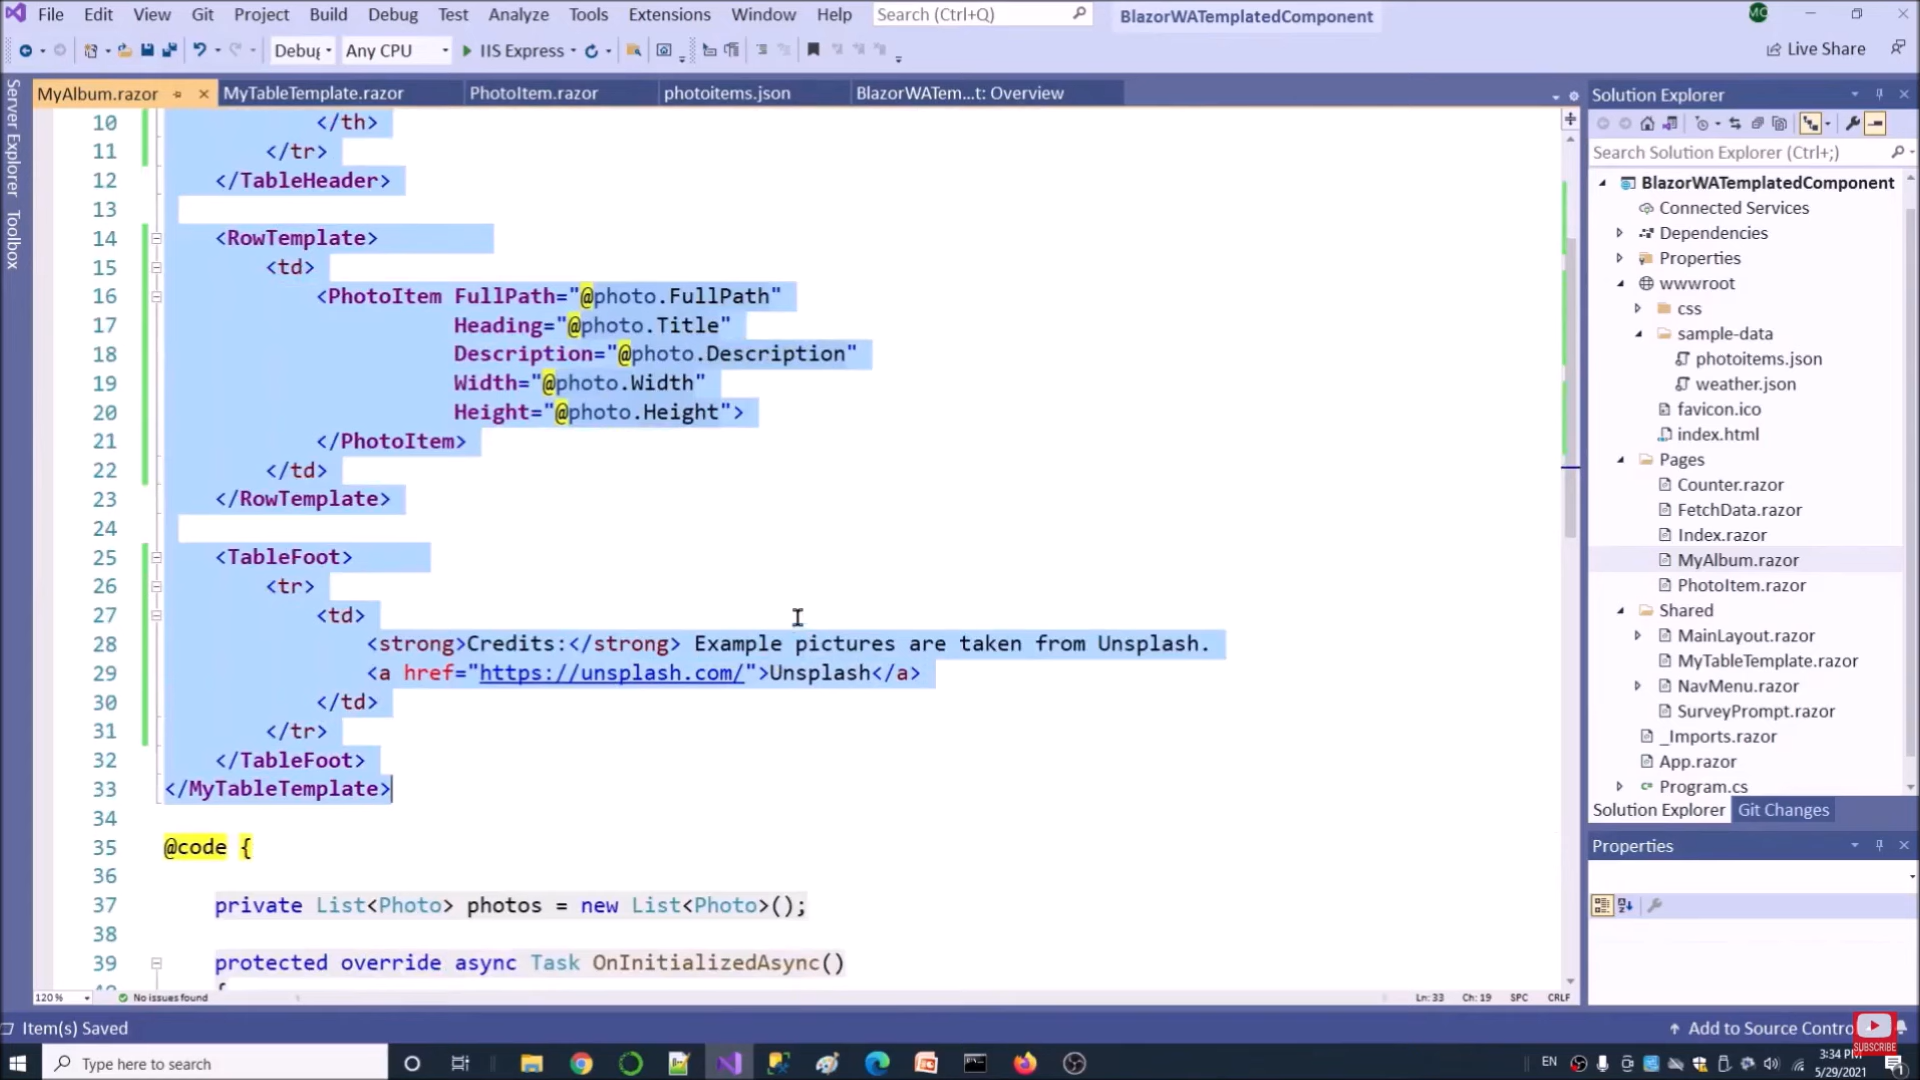 File Edit View Git Project Build Debug Test Analyze Tools Extensions Window Help Search (Ctrl+Q) BlazorWATemplatedComponent MC
Debug Any CPU IIS Express Live Share
Server Explorer
Toolbox
MyAlbum.razor MyTableTemplate.razor PhotoItem.razor photoitems.json BlazorWATem...t: Overview
10 </th>
11 </tr>
12 </TableHeader>
13
14 <RowTemplate>
15 <td>
16 <PhotoItem FullPath="@photo.FullPath"
17 Heading="@photo.Title"
18 Description="@photo.Description"
19 Width="@photo.Width"
20 Height="@photo.Height">
21 </PhotoItem>
22 </td>
23 </RowTemplate>
24
25 <TableFoot>
26 <tr>
27 <td>
28 <strong>Credits:</strong> Example pictures are taken from Unsplash.
29 <a href="https://unsplash.com/">Unsplash</a>
30 </td>
31 </tr>
32 </TableFoot>
33 </MyTableTemplate>
34
35 @code {
36
37 private List<Photo> photos = new List<Photo>();
38
39 protected override async Task OnInitializedAsync()
{
120 % No issues found Ln: 33 Ch: 19 SPC CRLF
Solution Explorer
Search Solution Explorer (Ctrl+;)
BlazorWATemplatedComponent
Connected Services
Dependencies
Properties
wwwroot
css
sample-data
photoitems.json
weather.json
favicon.ico
index.html
Pages
Counter.razor
FetchData.razor
Index.razor
MyAlbum.razor
PhotoItem.razor
Shared
MainLayout.razor
MyTableTemplate.razor
NavMenu.razor
SurveyPrompt.razor
_Imports.razor
App.razor
C# Program.cs
Solution Explorer Git Changes
Properties
Item(s) Saved Add to Source Contro
SUBSCRIBE
Type here to search EN 3:34 PM
5/29/2021